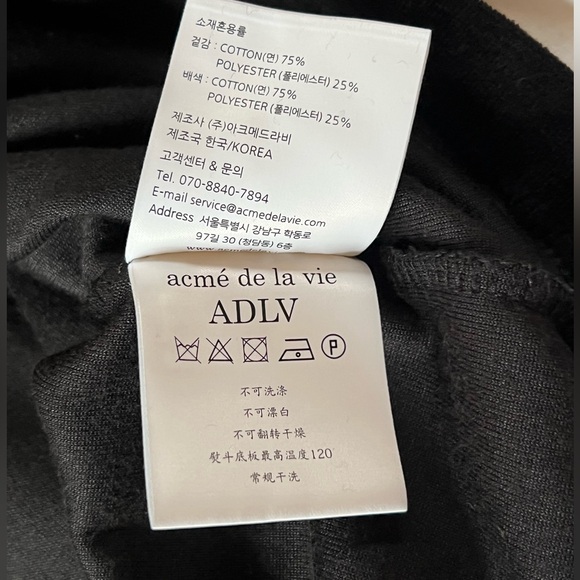 소재혼용률
겉감 : COTTON(면) 75%
POLYESTER (폴리에스터) 25%
배색 : COTTON(면) 75%
POLYESTER (폴리에스터) 25%
제조사 (주)아크메드라비
제조국 한국/KOREA
고객센터 & 문의
Tel. 070-8840-7894
E-mail service@acmedelavie.com
Address 서울특별시 강남구 학동로
97길 30 (청담동) 6층
acmé de la vie
ADLV
P
不可洗涤
不可漂白
不可翻转干燥
熨斗底板最高温度120
常规干洗